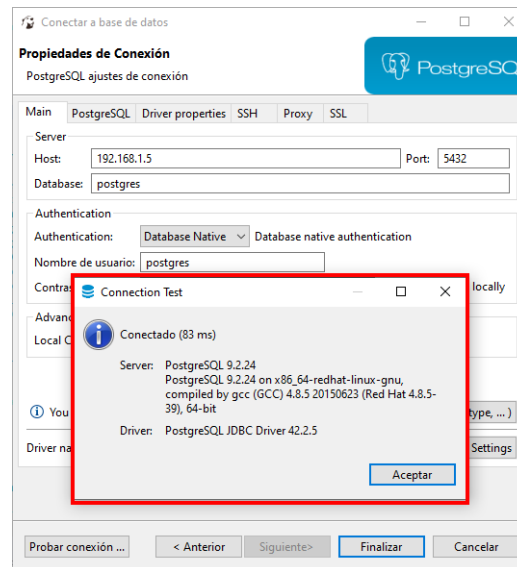 Conectar a base de datos
Propiedades de Conexión
PostgreSQL ajustes de conexión
PostgreSQ
Main PostgreSQL Driver properties SSH Proxy SSL
Server
Host: 192.168.1.5 Port: 5432
Database: postgres
Authentication
Authentication: Database Native Database native authentication
Nombre de usuario: postgres
Contra locally
Connection Test
Advan
Local C
Conectado (83 ms)
Server: PostgreSQL 9.2.24
PostgreSQL 9.2.24 on x86_64-redhat-linux-gnu,
compiled by gcc (GCC) 4.8.5 20150623 (Red Hat 4.8.5-
39), 64-bit
Driver: PostgreSQL JDBC Driver 42.2.5
Aceptar
You type, ... )
Driver na Settings
Probar conexión ... < Anterior Siguiente> Finalizar Cancelar